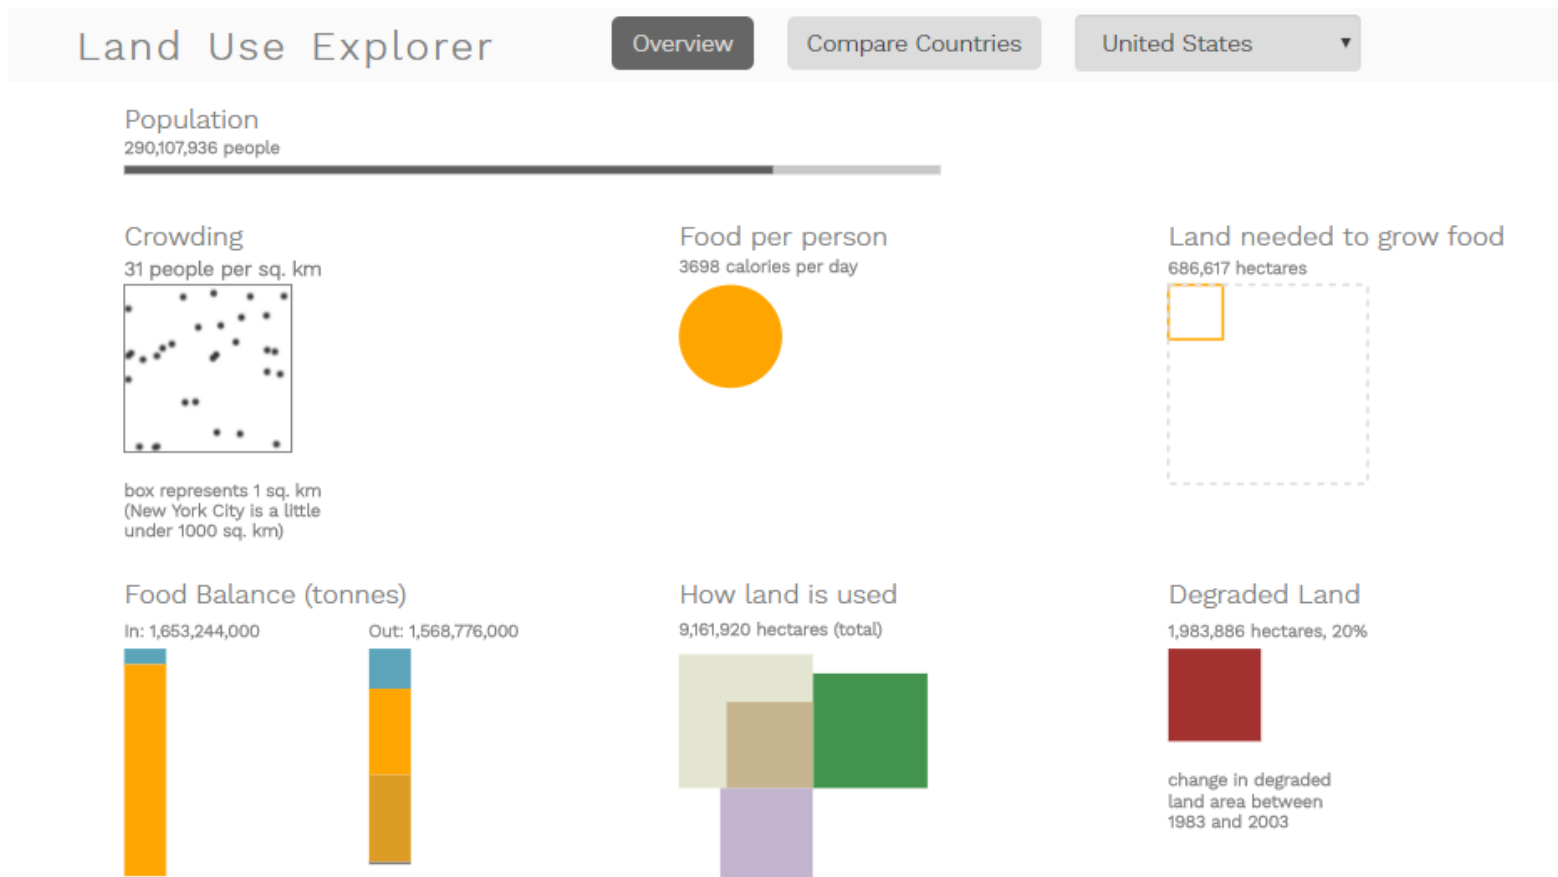 Land Use Explorer
Overview
Compare Countries
United States
Population
290,107,936 people
Crowding
31 people per sq. km
box represents 1 sq. km
(New York City is a little
under 1000 sq. km)
Food per person
3698 calories per day
Land needed to grow food
686,617 hectares
Food Balance (tonnes)
In: 1,653,244,000
Out: 1,568,776,000
How land is used
9,161,920 hectares (total)
Degraded Land
1,983,886 hectares, 20%
change in degraded
land area between
1983 and 2003